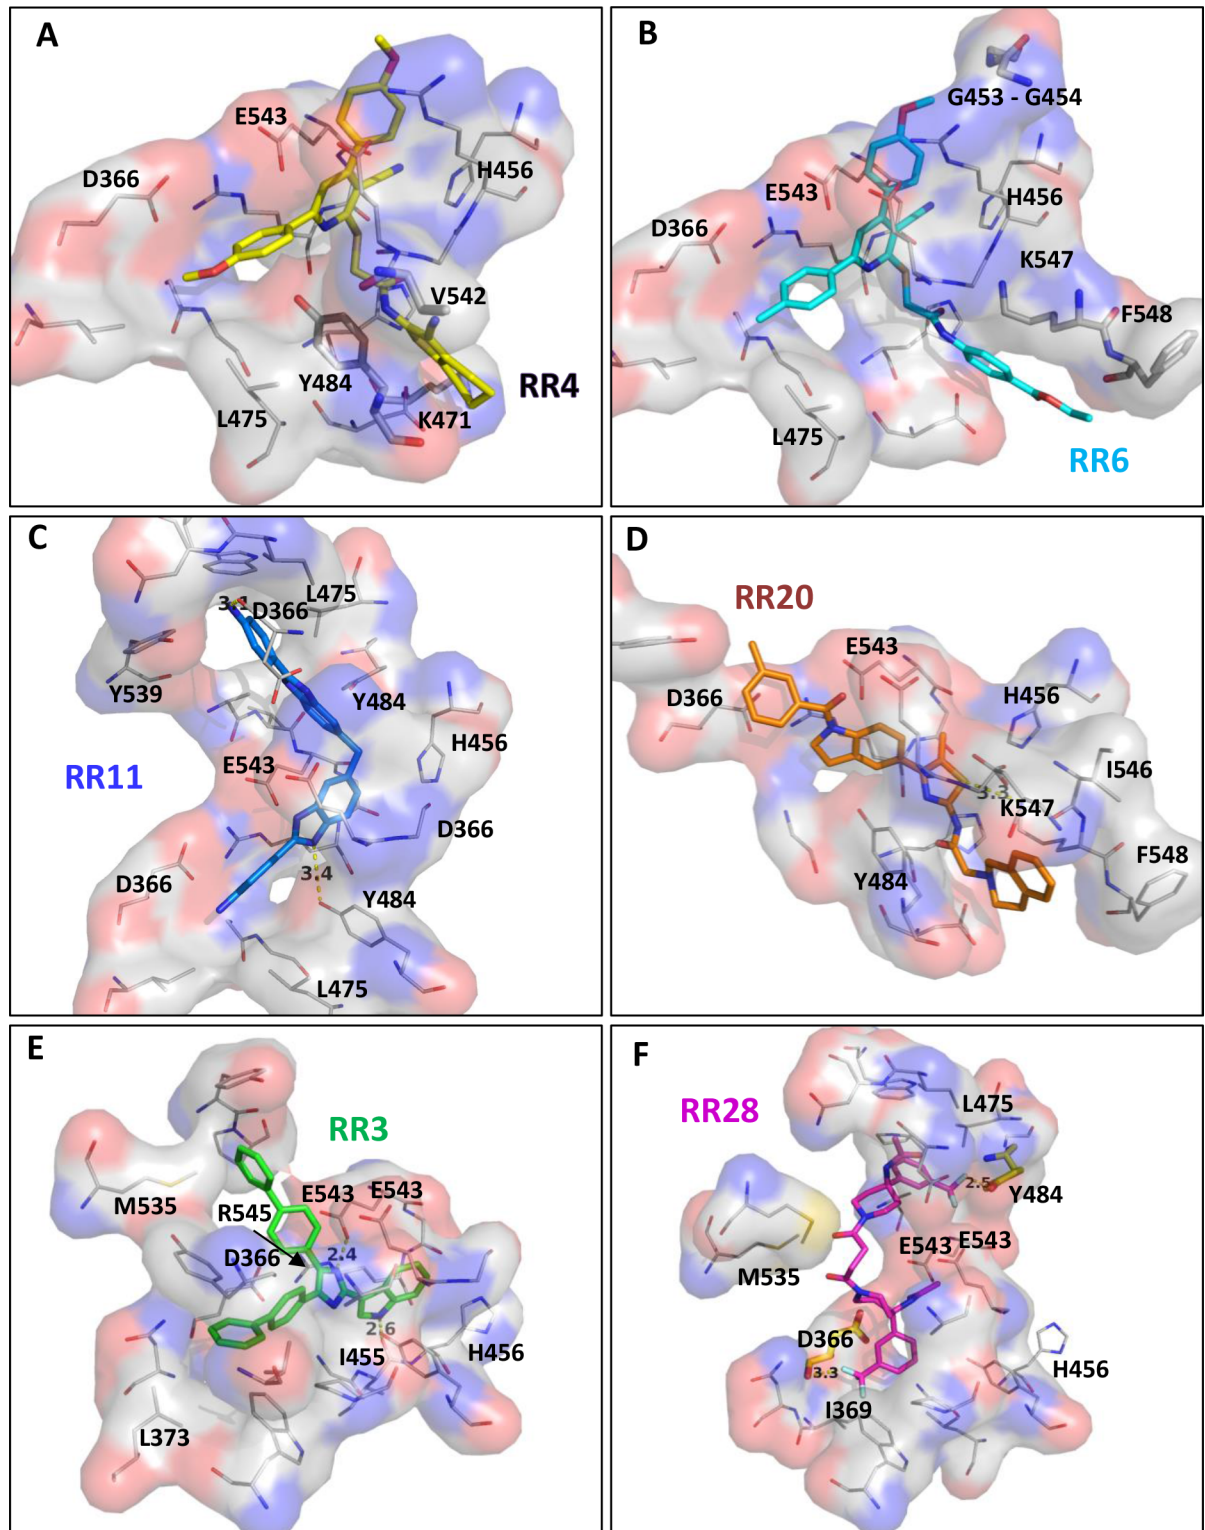 A
E543
D366
H456
V542
Y484
RR4
L475
K471
B
G453 - G454
E543
H456
D366
K547
F548
L475
RR6
C
L475
3.1
D366
Y539
Y484
H456
E543
RR11
D366
3.4
D366
Y484
L475
D
RR20
E543
D366
H456
I546
3.3
K547
F548
Y484
E
RR3
M535
E543
E543
R545
D366
2.4
2.6
I455
H456
L373
F
RR28
L475
2.5
Y484
E543
E543
M535
D366
3.3
H456
I369